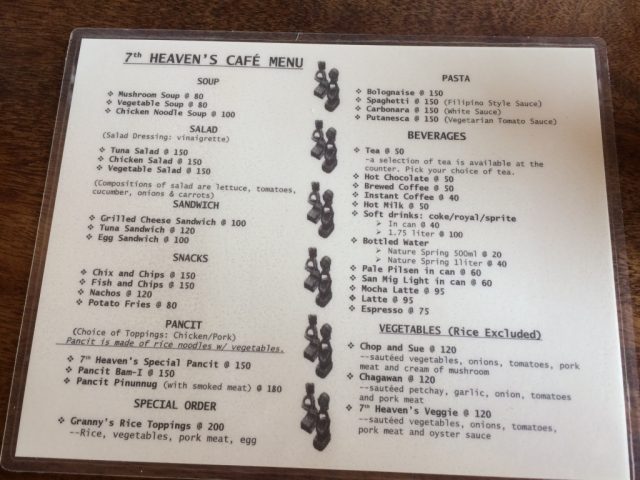 7th HEAVEN'S CAFÉ MENU
SOUP
❖ Mushroom Soup @ 80
❖ Vegetable Soup @ 80
❖ Chicken Noodle Soup @ 100
SALAD
(Salad Dressing: vinaigrette)
❖ Tuna Salad @ 150
❖ Chicken Salad @ 150
❖ Vegetable Salad @ 150
(Compositions of salad are lettuce, tomatoes,
cucumber, onions & carrots)
SANDWICH
❖ Grilled Cheese Sandwich @ 100
❖ Tuna Sandwich @ 120
❖ Egg Sandwich @ 100
SNACKS
❖ Chix and Chips @ 150
❖ Fish and Chips @ 150
❖ Nachos @ 120
❖ Potato Fries @ 80
PANCIT
(Choice of Toppings: Chicken/Pork)
Pancit is made of rice noodles w/ vegetables.
❖ 7th Heaven's Special Pancit @ 150
❖ Pancit Bam-I @ 150
❖ Pancit Pinunnug (with smoked meat) @ 180
SPECIAL ORDER
❖ Granny's Rice Toppings @ 200
--Rice, vegetables, pork meat, egg
PASTA
❖ Bolognaise @ 150
❖ Spaghetti @ 150 (Filipino Style Sauce)
❖ Carbonara @ 150 (White Sauce)
❖ Putanesca @ 150 (Vegetarian Tomato Sauce)
BEVERAGES
❖ Tea @ 50
-a selection of tea is available at the
counter. Pick your choice of tea.
❖ Hot Chocolate @ 50
❖ Brewed Coffee @ 50
❖ Instant Coffee @ 40
❖ Hot Milk @ 50
❖ Soft drinks: coke/royal/sprite
➢ In can @ 40
➢ 1.75 liter @ 100
❖ Bottled Water
➢ Nature Spring 500ml @ 20
➢ Nature Spring 1liter @ 40
❖ Pale Pilsen in can @ 60
❖ San Mig Light in can @ 60
❖ Mocha Latte @ 95
❖ Latte @ 95
❖ Espresso @ 75
VEGETABLES (Rice Excluded)
❖ Chop and Sue @ 120
--sautéed vegetables, onions, tomatoes, pork
meat and cream of mushroom
❖ Chagawan @ 120
--sautéed petchay, garlic, onion, tomatoes
and pork meat
❖ 7th Heaven's Veggie @ 120
--sautéed vegetables, onions, tomatoes,
pork meat and oyster sauce